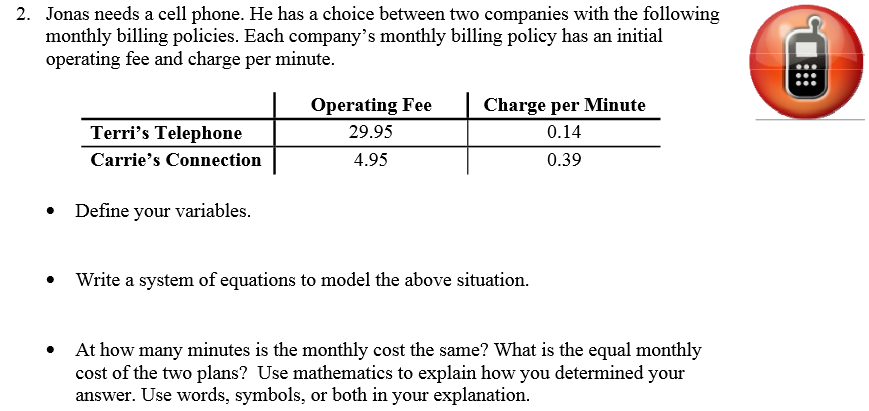 2. Jonas needs a cell phone. He has a choice between two companies with the following
monthly billing policies. Each company’s monthly billing policy has an initial
operating fee and charge per minute.
Operating Fee Charge per Minute
Terri’s Telephone 29.95 0.14
Carrie’s Connection 4.95 0.39
• Define your variables.
• Write a system of equations to model the above situation.
• At how many minutes is the monthly cost the same? What is the equal monthly
cost of the two plans? Use mathematics to explain how you determined your
answer. Use words, symbols, or both in your explanation.